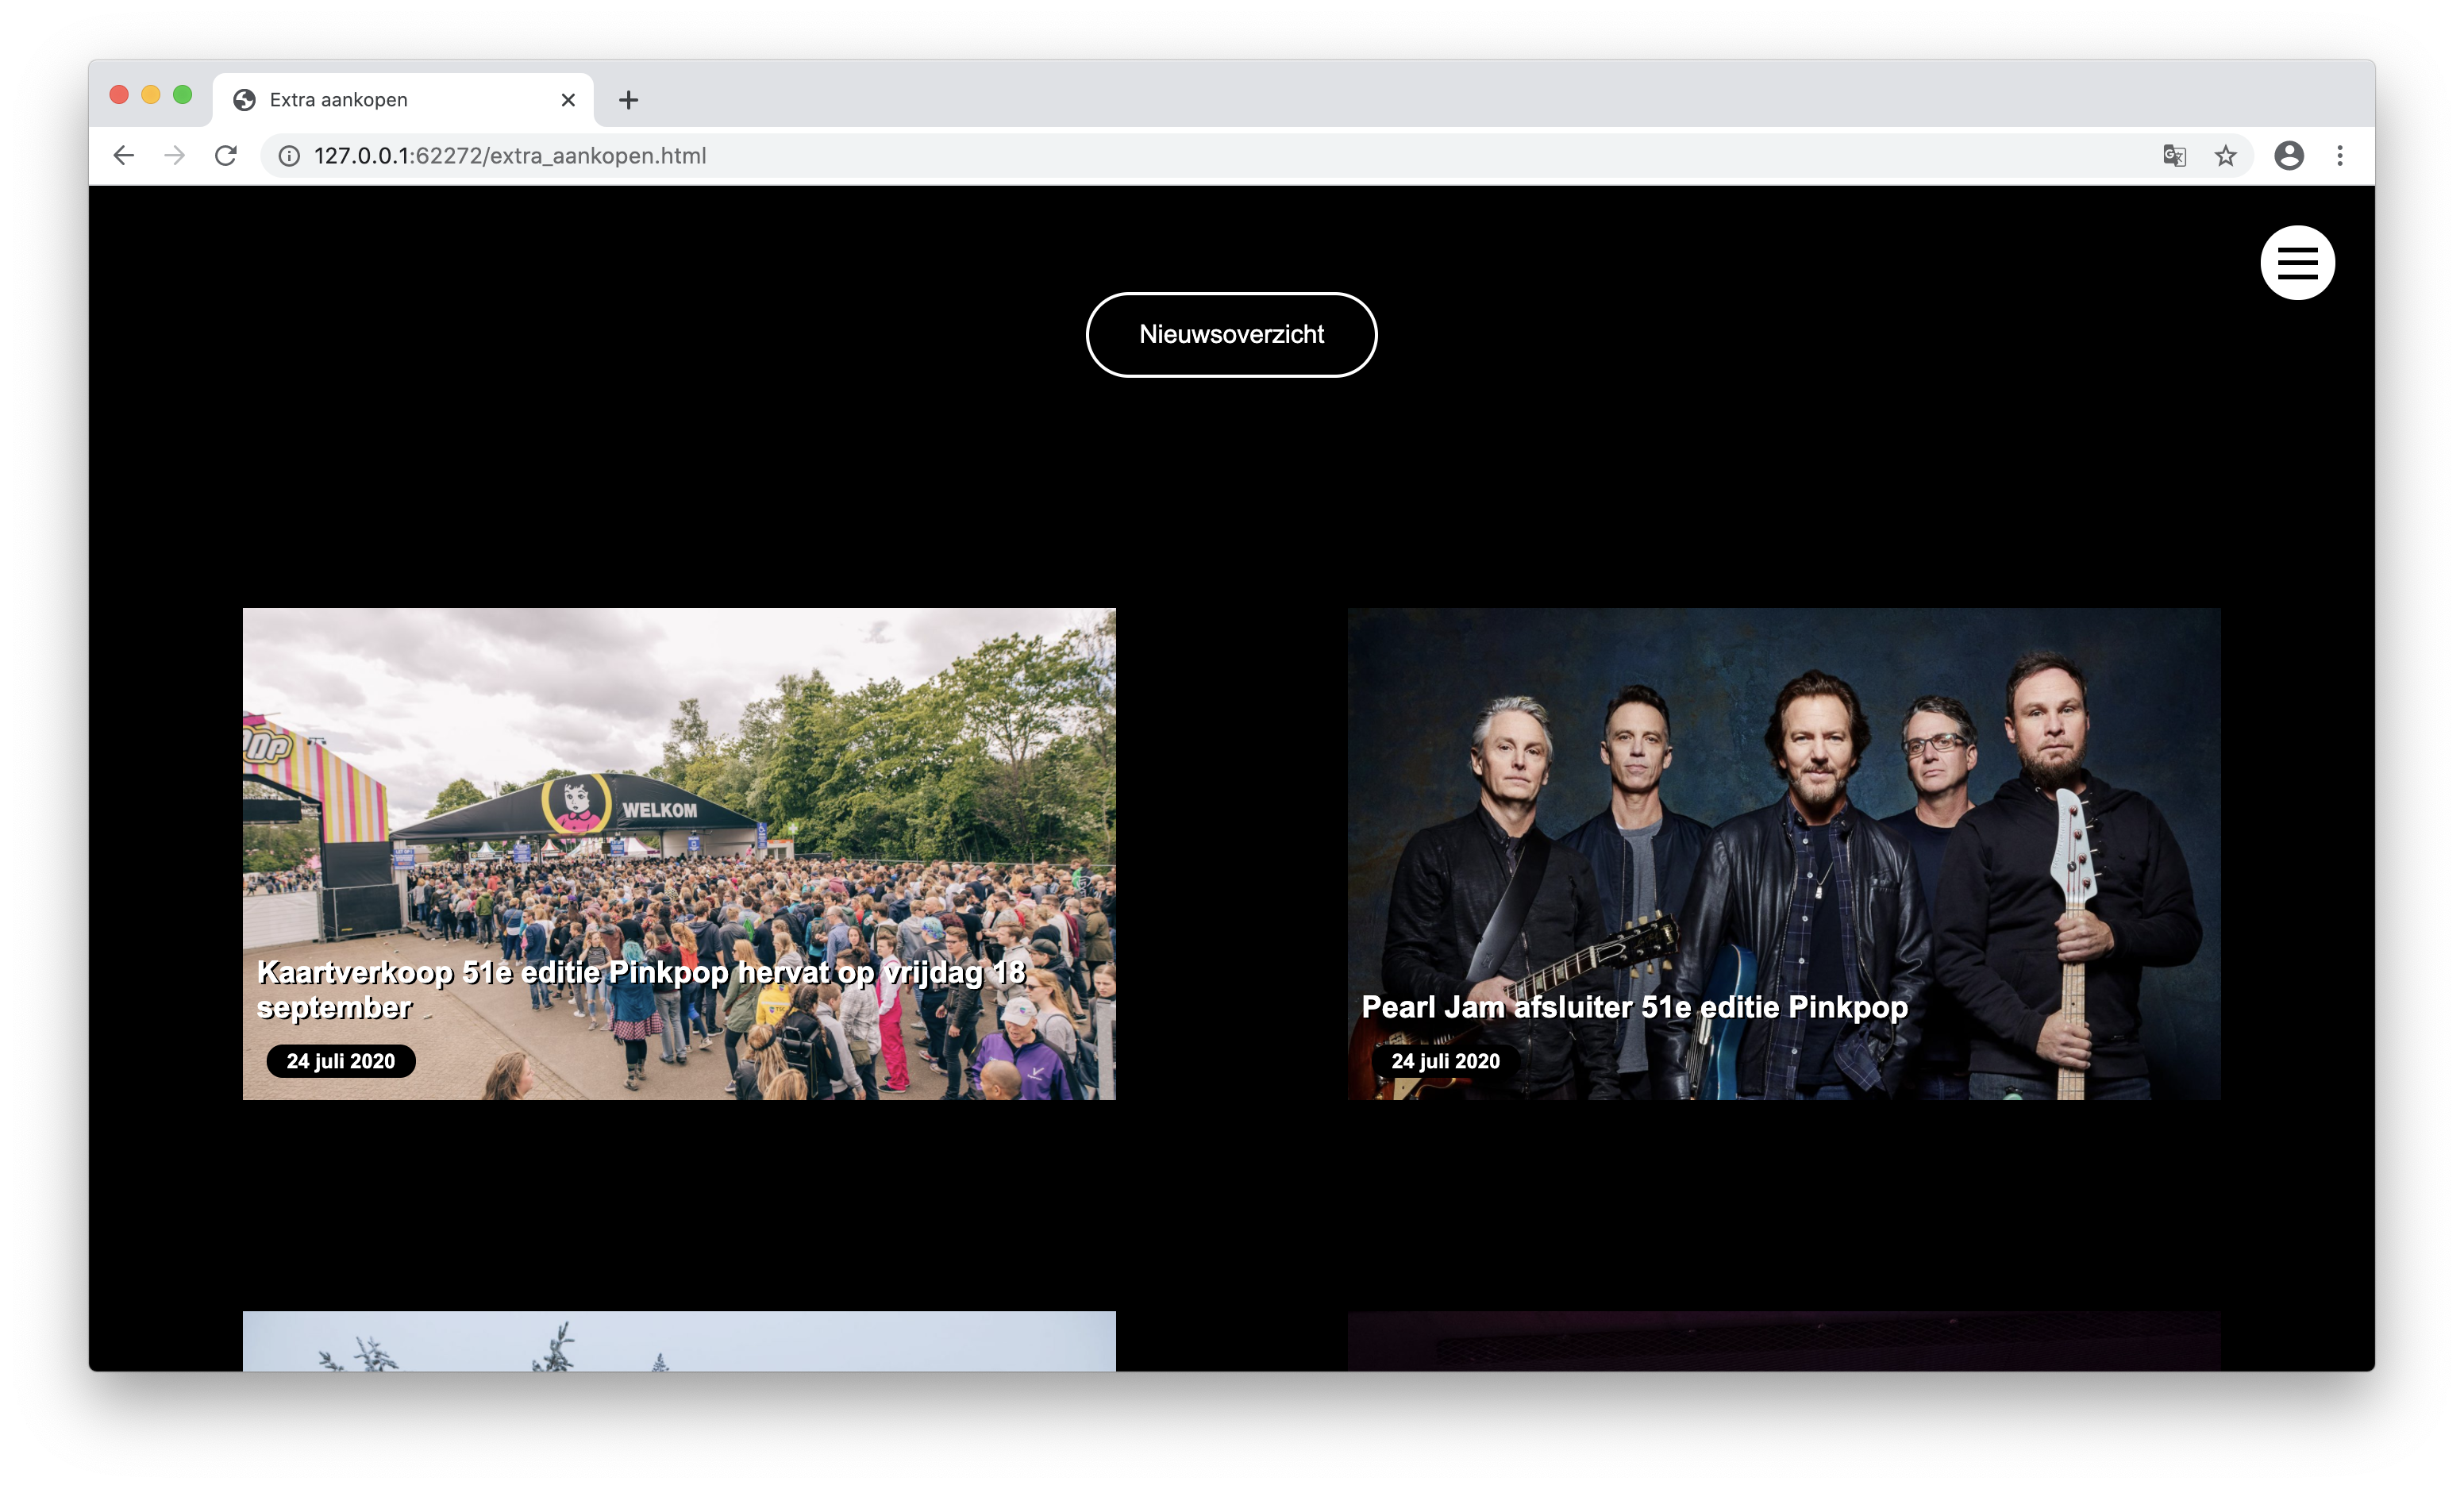 Extra aankopen
127.0.0.1:62272/extra_aankopen.html
Nieuwsoverzicht
WELKOM
Kaartverkoop 51e editie Pinkpop hervat op vrijdag 18
september
24 juli 2020
Pearl Jam afsluiter 51e editie Pinkpop
24 juli 2020